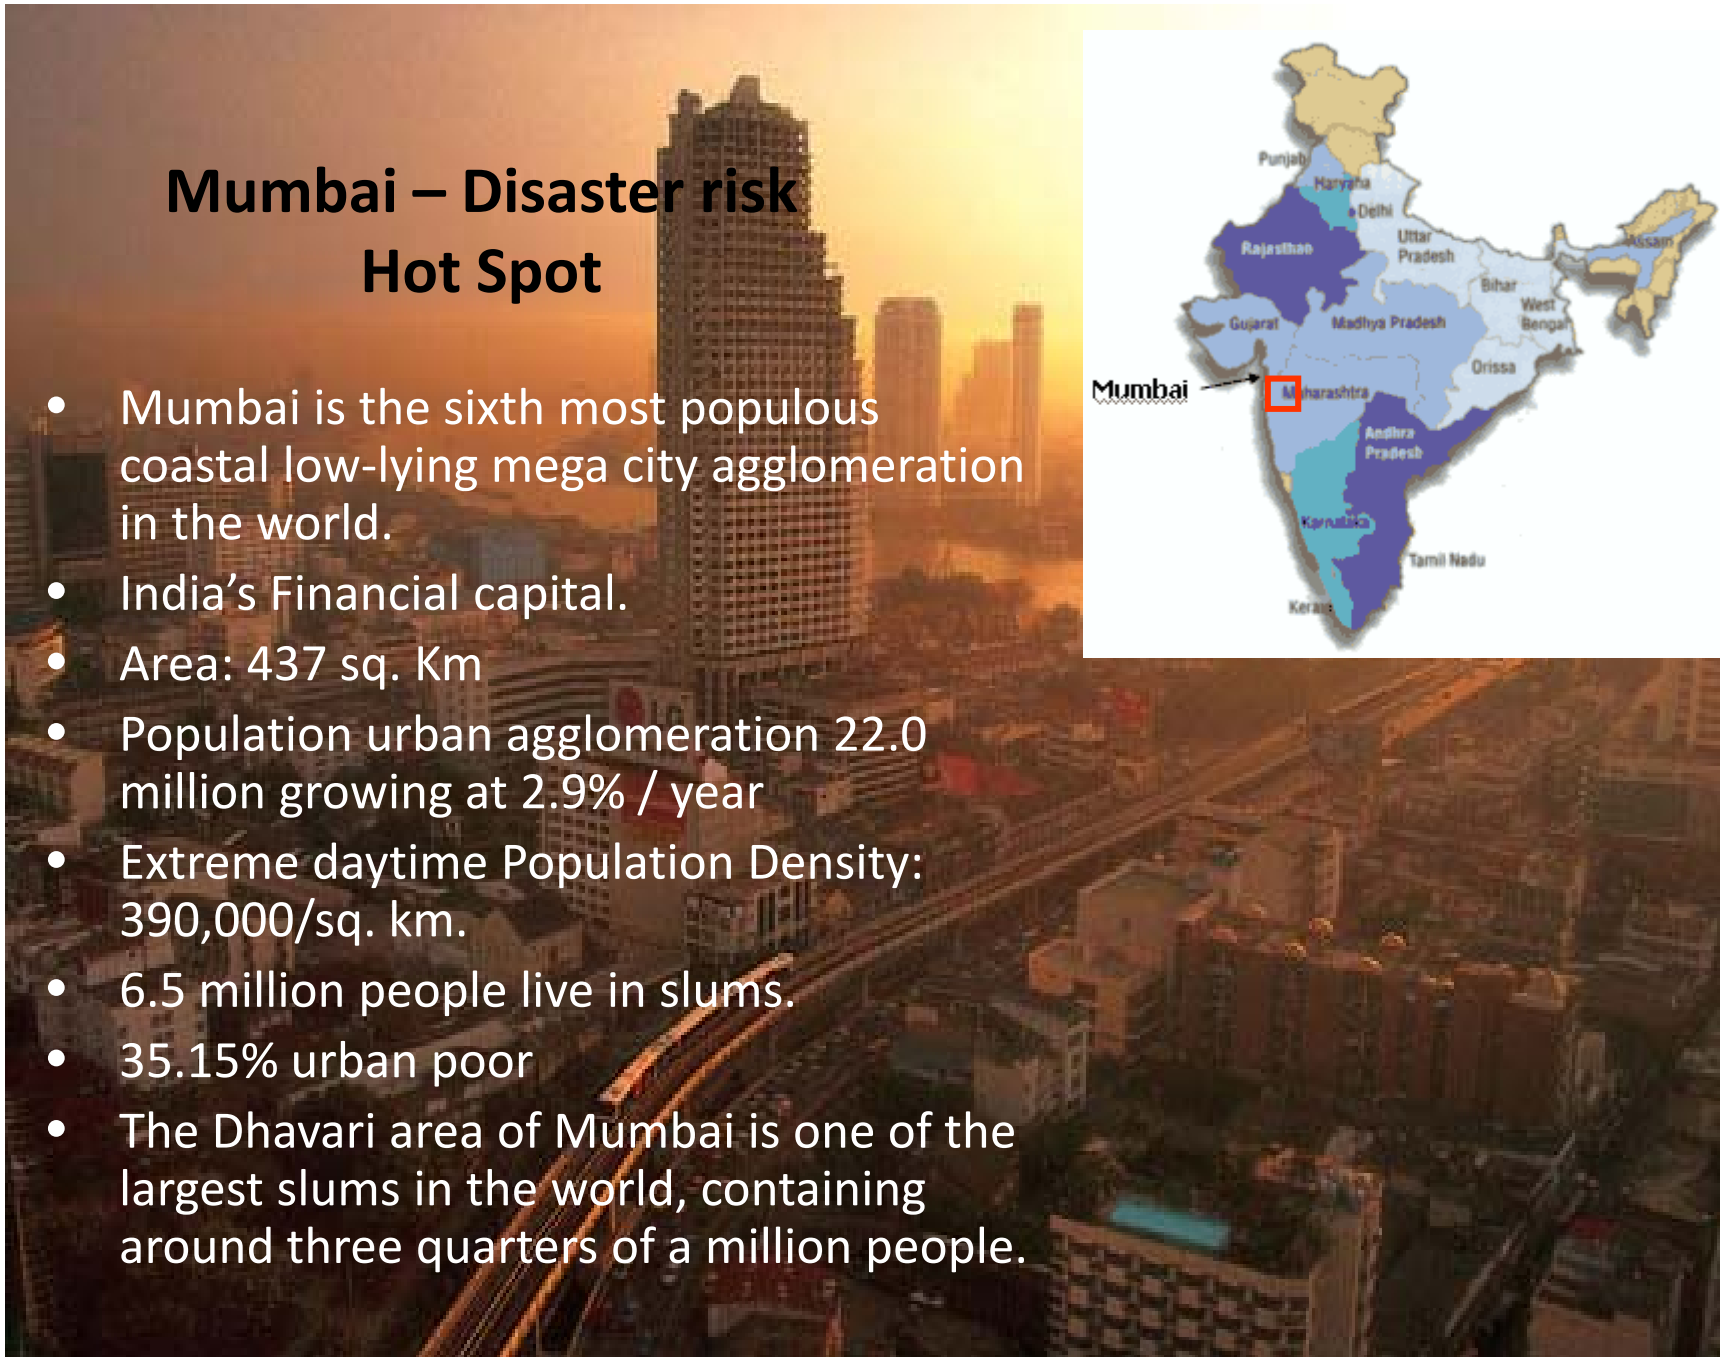 Mumbai – Disaster risk
Hot Spot
• Mumbai is the sixth most populous
coastal low-lying mega city agglomeration
in the world.
• India’s Financial capital.
• Area: 437 sq. Km
• Population urban agglomeration 22.0
million growing at 2.9% / year
• Extreme daytime Population Density:
390,000/sq. km.
• 6.5 million people live in slums.
• 35.15% urban poor
• The Dhavari area of Mumbai is one of the
largest slums in the world, containing
around three quarters of a million people.
Punjab
Haryana
Delhi
Rajasthan
Uttar
Pradesh
Assam
Bihar
West
Bengal
Gujarat
Madhya Pradesh
Orissa
Mumbai
Maharashtra
Andhra
Pradesh
Karnataka
Tamil Nadu